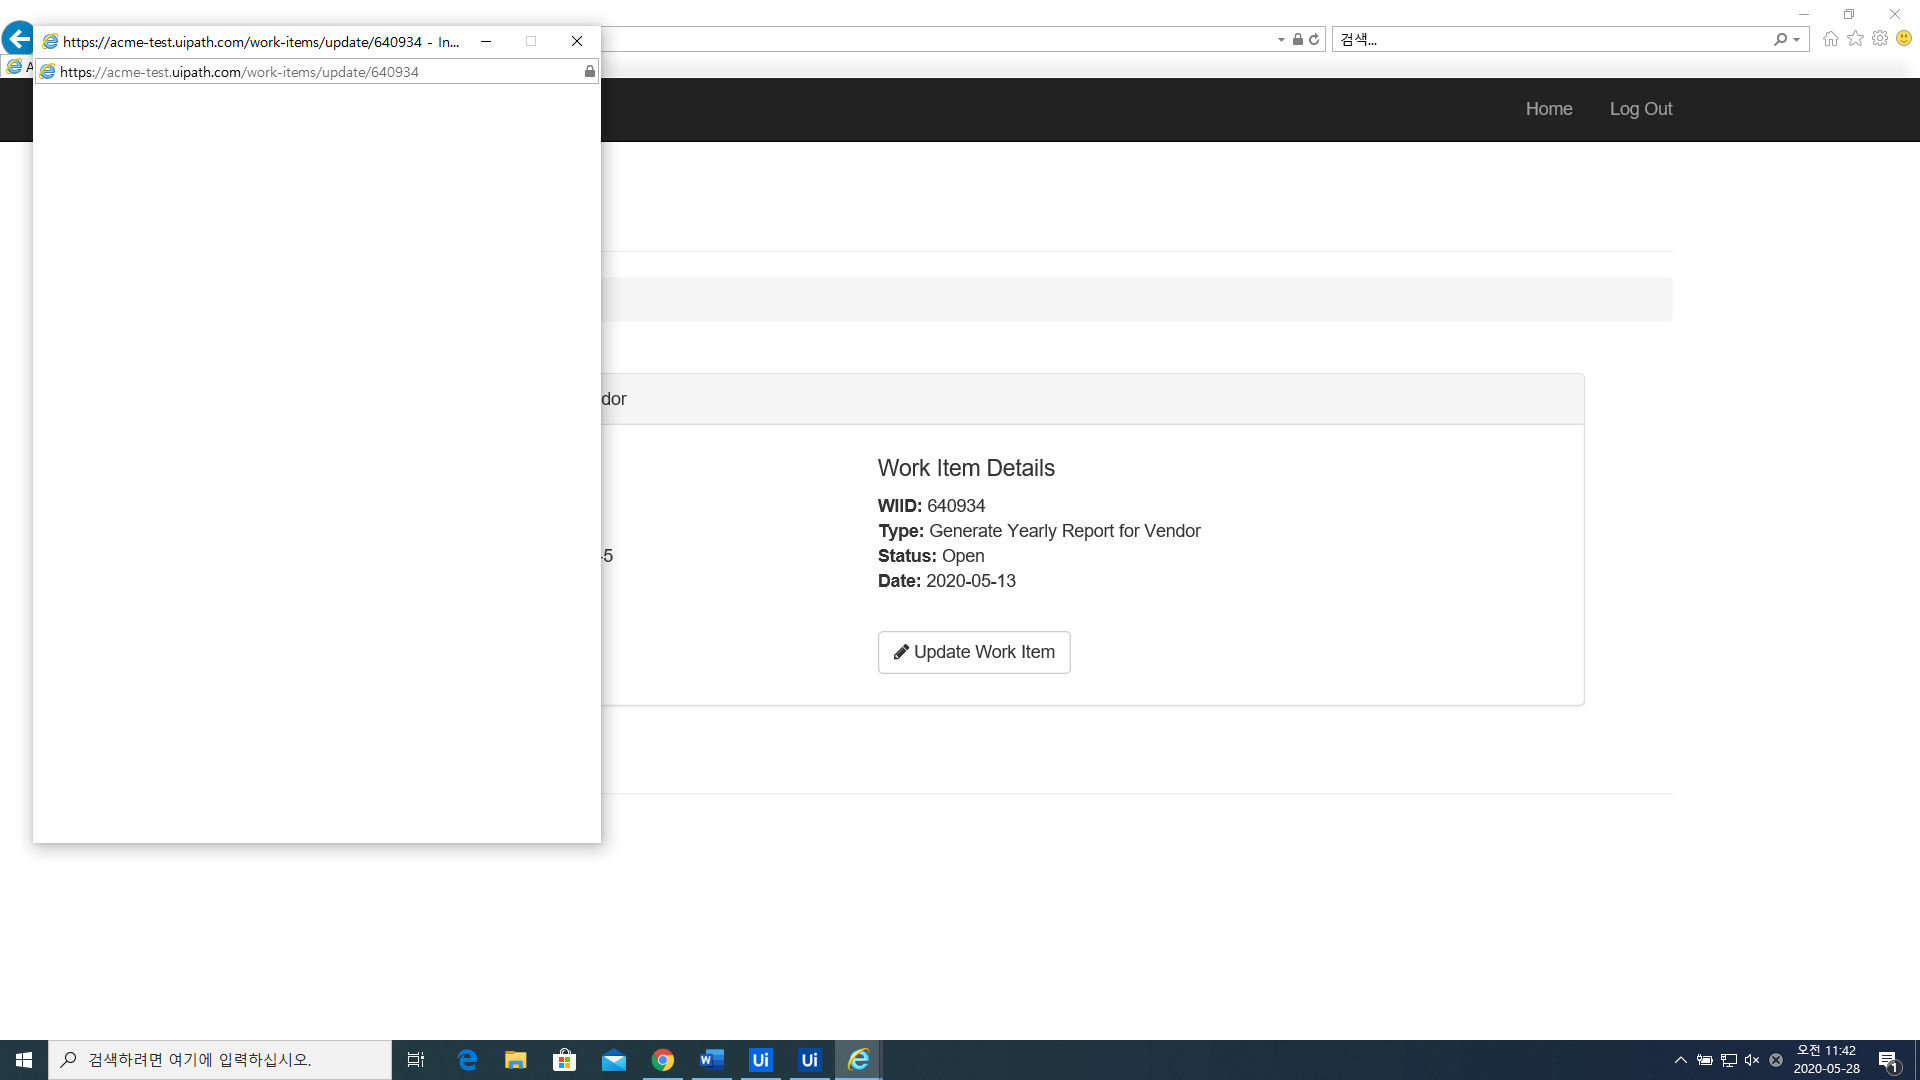 https://acme-test.uipath.com/work-items/update/640934 - In...
https://acme-test.uipath.com/work-items/update/640934
검색...
A
Home
Log Out
dor
Work Item Details
WIID: 640934
Type: Generate Yearly Report for Vendor
-5
Status: Open
Date: 2020-05-13
Update Work Item
검색하려면 여기에 입력하십시오.
W
Ui
Ui
오전 11:42
2020-05-28
1